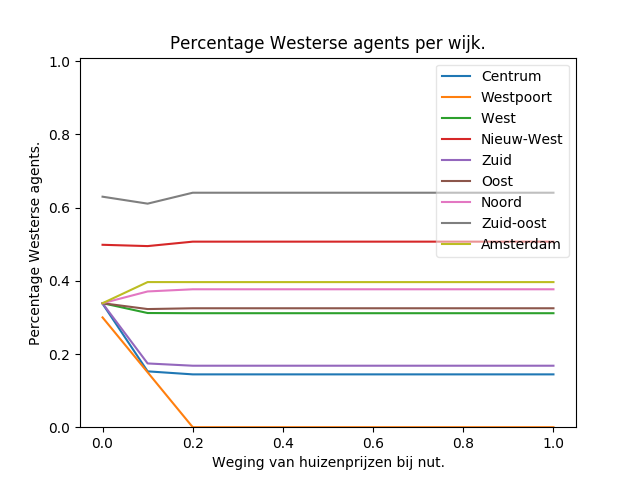 Percentage Westerse agents per wijk.
Percentage Westerse agents.
1.0
0.8
0.6
0.4
0.2
0.0
Centrum
Westpoort
West
Nieuw-West
Zuid
Oost
Noord
Zuid-oost
Amsterdam
0.0 0.2 0.4 0.6 0.8 1.0
Weging van huizenprijzen bij nut.